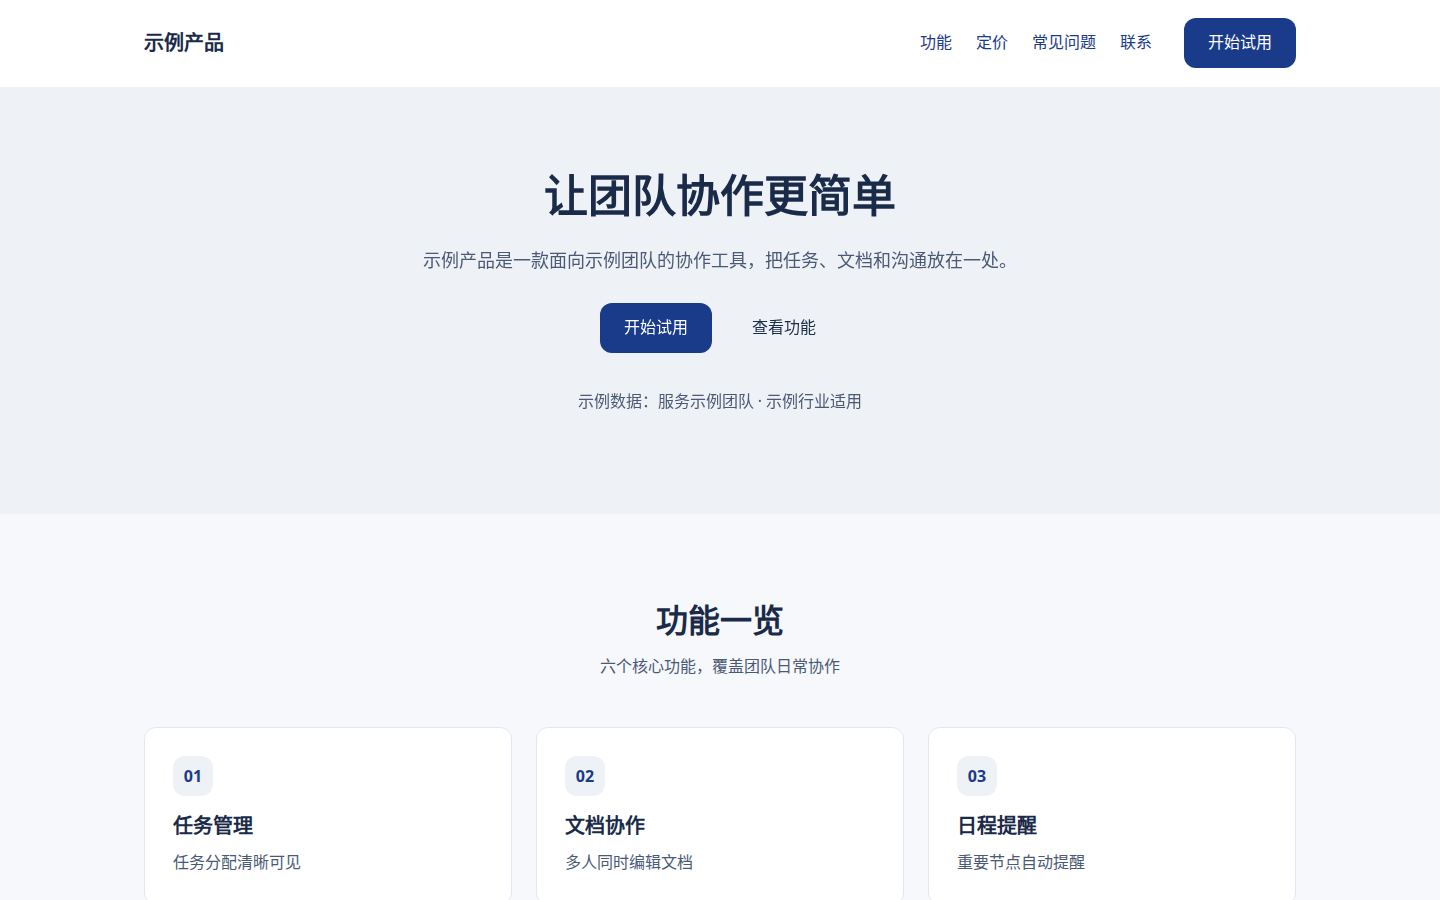 示例产品
功能 定价 常见问题 联系 开始试用
让团队协作更简单
示例产品是一款面向示例团队的协作工具，把任务、文档和沟通放在一处。
开始试用 查看功能
示例数据：服务示例团队 · 示例行业适用
功能一览
六个核心功能，覆盖团队日常协作
01
任务管理
任务分配清晰可见
02
文档协作
多人同时编辑文档
03
日程提醒
重要节点自动提醒